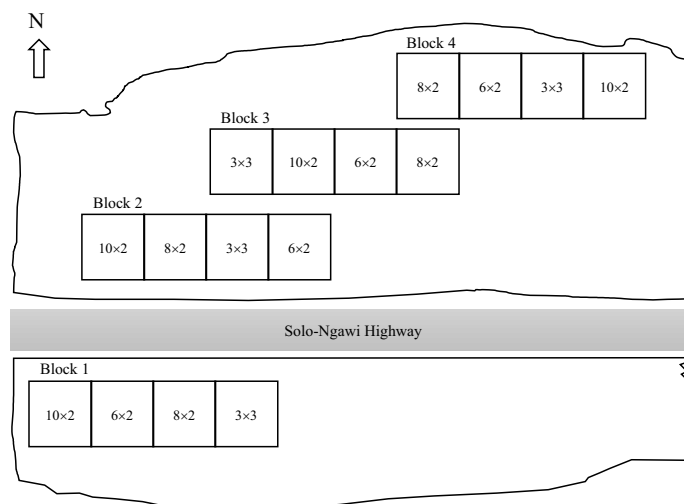 N
Block 4
8×2 6×2 3×3 10×2
Block 3
3×3 10×2 6×2 8×2
Block 2
10×2 8×2 3×3 6×2
Solo-Ngawi Highway
Block 1
10×2 6×2 8×2 3×3